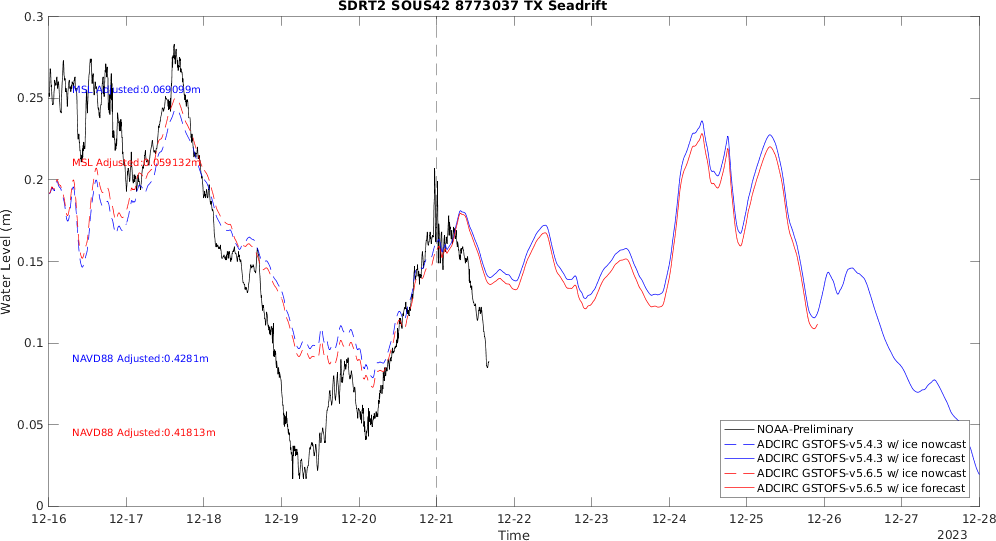 SDRT2 SOUS42 8773037 TX Seadrift
0.3
0.25
0.2
0.15
0.1
0.05
0
Water Level (m)
MSL Adjusted:0.069099m
MSL Adjusted:0.059132m
NAVD88 Adjusted:0.4281m
NAVD88 Adjusted:0.41813m
NOAA-Preliminary
ADCIRC GSTOFS-v5.4.3 w/ ice nowcast
ADCIRC GSTOFS-v5.4.3 w/ ice forecast
ADCIRC GSTOFS-v5.6.5 w/ ice nowcast
ADCIRC GSTOFS-v5.6.5 w/ ice forecast
12-16 12-17 12-18 12-19 12-20 12-21 12-22 12-23 12-24 12-25 12-26 12-27 12-28
Time
2023